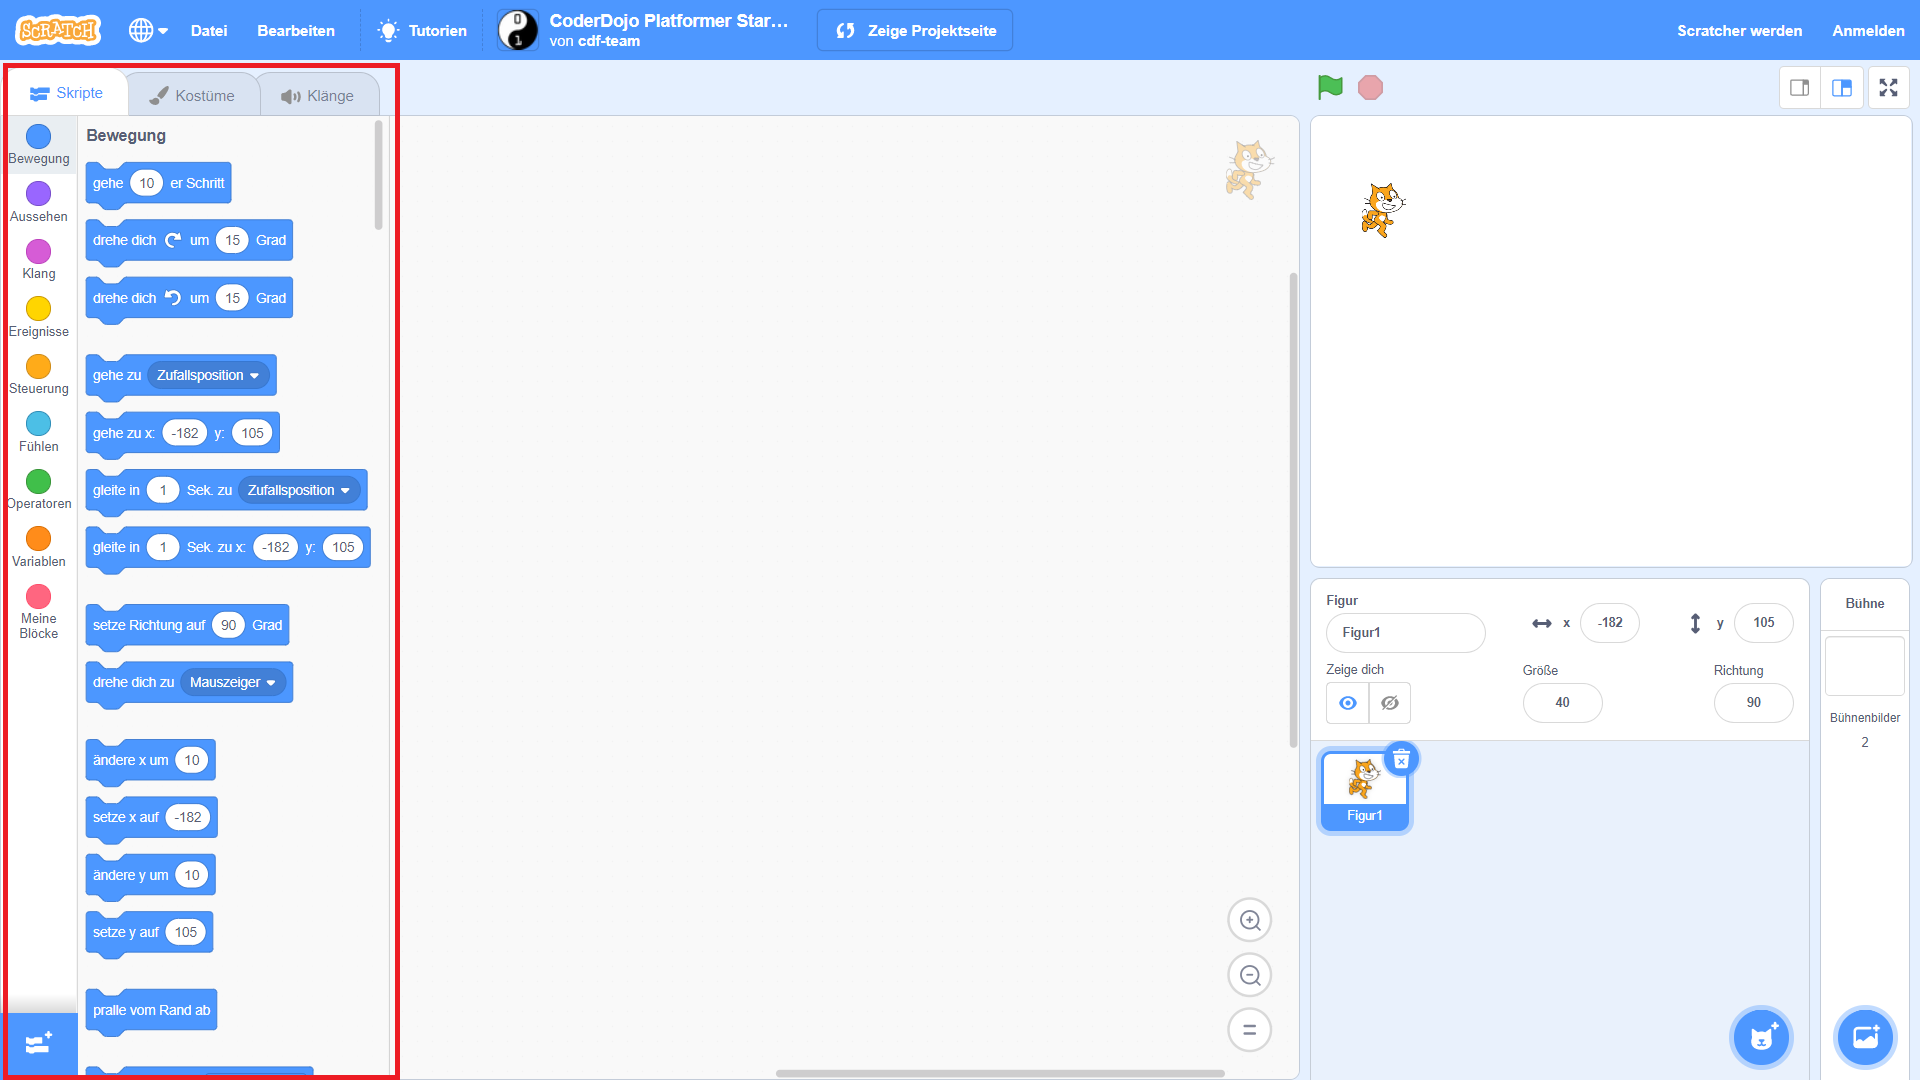 SCRATCH
Datei
Bearbeiten
Tutorien
0
1
CoderDojo Platformer Star...
von cdf-team
Zeige Projektseite
Scratcher werden
Anmelden
Skripte
Kostüme
Klänge
Bewegung
Aussehen
Klang
Ereignisse
Steuerung
Fühlen
Operatoren
Variablen
Meine
Blöcke
Bewegung
gehe 10 er Schritt
drehe dich um 15 Grad
drehe dich um 15 Grad
gehe zu Zufallsposition
gehe zu x: -182 y: 105
gleite in 1 Sek. zu Zufallsposition
gleite in 1 Sek. zu x: -182 y: 105
setze Richtung auf 90 Grad
drehe dich zu Mauszeiger
ändere x um 10
setze x auf -182
ändere y um 10
setze y auf 105
pralle vom Rand ab
Figur
Figur1
x -182
y 105
Zeige dich
Größe
40
Richtung
90
Figur1
Bühne
Bühnenbilder
2